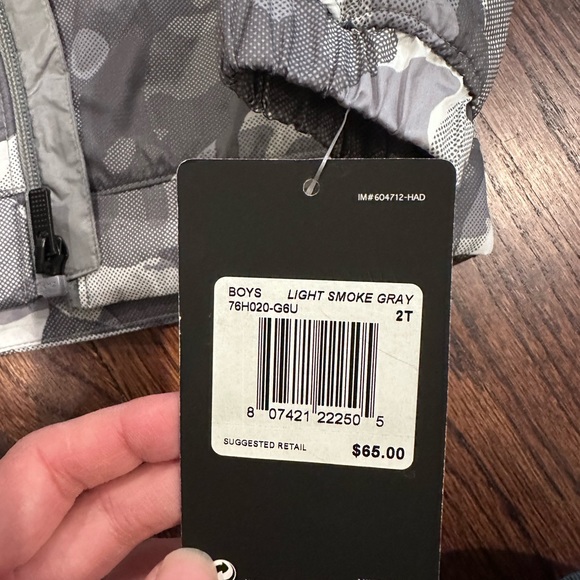 IM#604712-HAD
BOYS LIGHT SMOKE GRAY
76H020-G6U 2T
8 07421 22250 5
SUGGESTED RETAIL $65.00